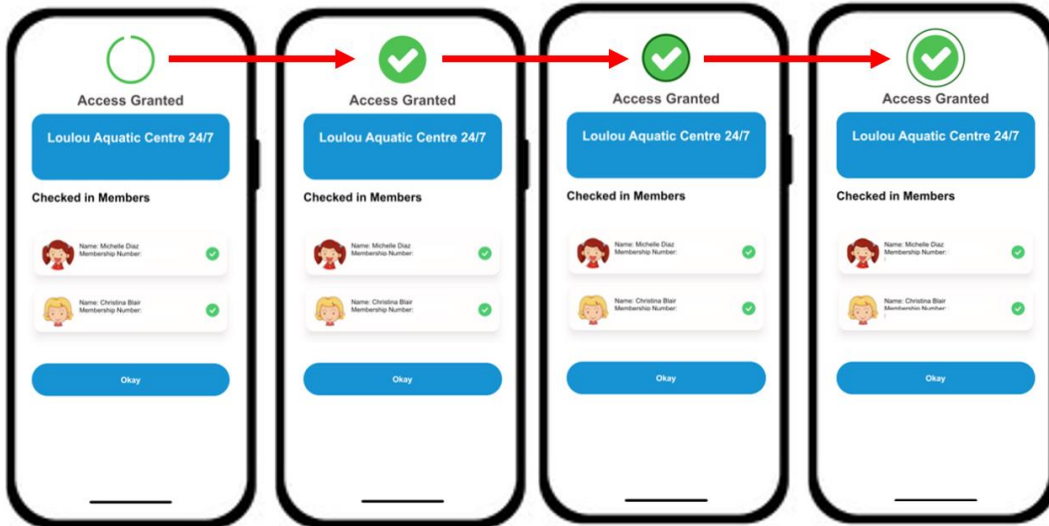 Access Granted
Loulou Aquatic Centre 24/7
Checked in Members
Name: Michelle Diaz
Membership Number:
Name: Christina Blair
Membership Number:
Okay
Access Granted
Loulou Aquatic Centre 24/7
Checked in Members
Name: Michelle Diaz
Membership Number:
Name: Christina Blair
Membership Number:
Okay
Access Granted
Loulou Aquatic Centre 24/7
Checked in Members
Name: Michelle Diaz
Membership Number:
Name: Christina Blair
Membership Number:
Okay
Access Granted
Loulou Aquatic Centre 24/7
Checked in Members
Name: Michelle Diaz
Membership Number:
Name: Christina Blair
Membership Number:
Okay